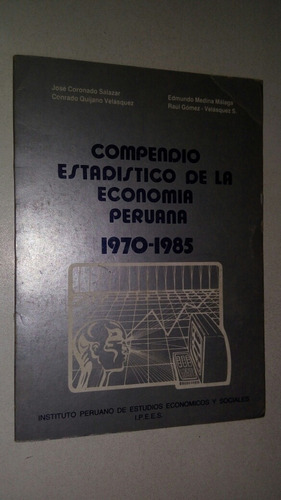 José Coronado Salazar
Conrado Quijano Velasquez
Edmundo Medina Málaga
Raúl Gomez - Velasquez S.
COMPENDIO
ESTADISTICO DE LA
ECONOMIA
PERUANA
1970-1985
INSTITUTO PERUANO DE ESTUDIOS ECONOMICOS Y SOCIALES
I.P.E.E.S.